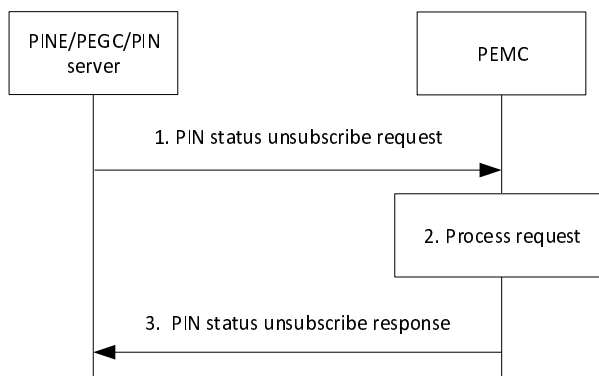 PINE/PEGC/PIN
server
PEMC
1. PIN status unsubscribe request
2. Process request
3. PIN status unsubscribe response